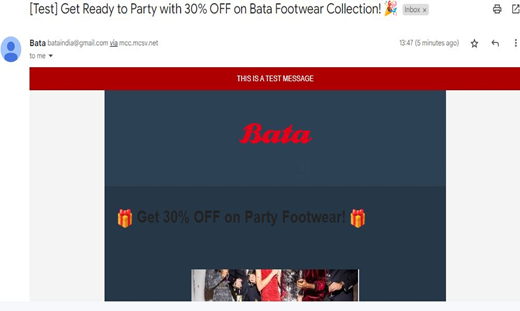 [Test] Get Ready to Party with 30% OFF on Bata Footwear Collection! 🎉 Inbox ×
Bata bataindia@gmail.com via mcc.mcsv.net 13:47 (5 minutes ago)
to me
THIS IS A TEST MESSAGE
Bata
🎁 Get 30% OFF on Party Footwear! 🎁